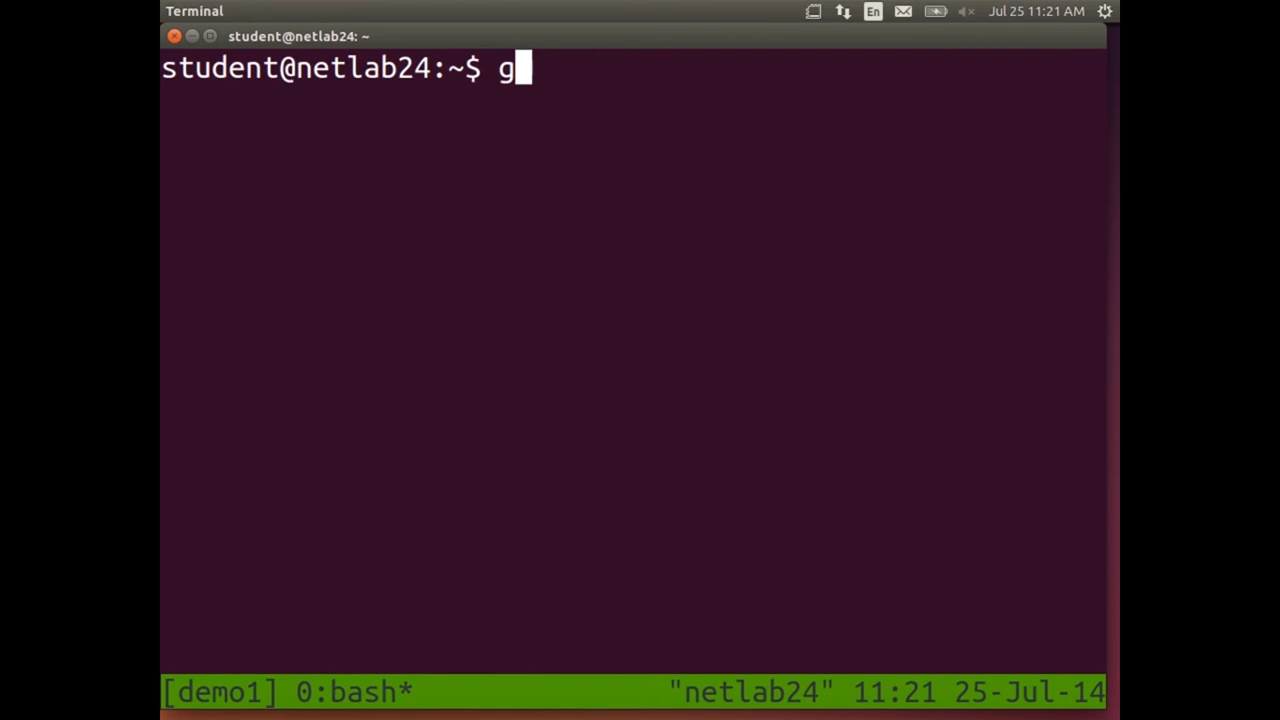 Terminal
En
Jul 25 11:21 AM
student@netlab24: ~
student@netlab24:~$ g
[demo1] 0:bash*
"netlab24" 11:21 25-Jul-14